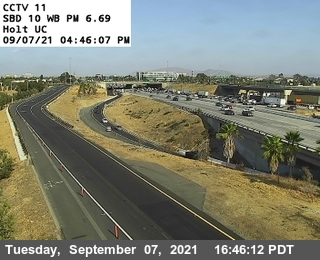 CCTV 11
SBD 10 WB PM 6.69
Holt UC
09/07/21 04:46:07 PM
Tuesday, September 07, 2021 16:46:12 PDT